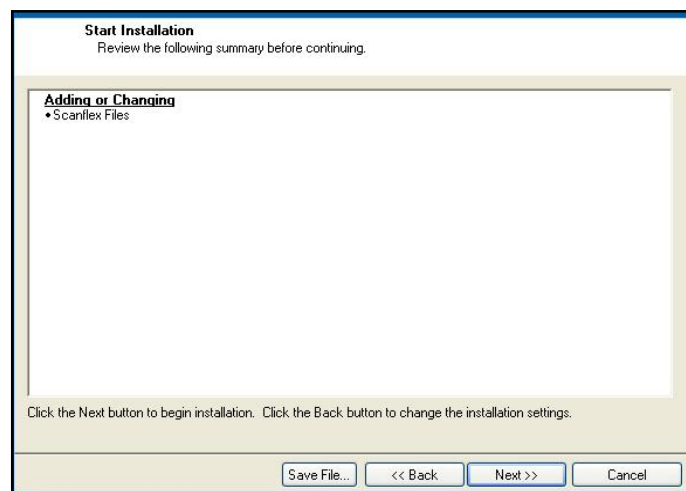 Start Installation
Review the following summary before continuing.
Adding or Changing
•Scanflex Files
Click the Next button to begin installation.  Click the Back button to change the installation settings.
Save File...  << Back  Next >>  Cancel